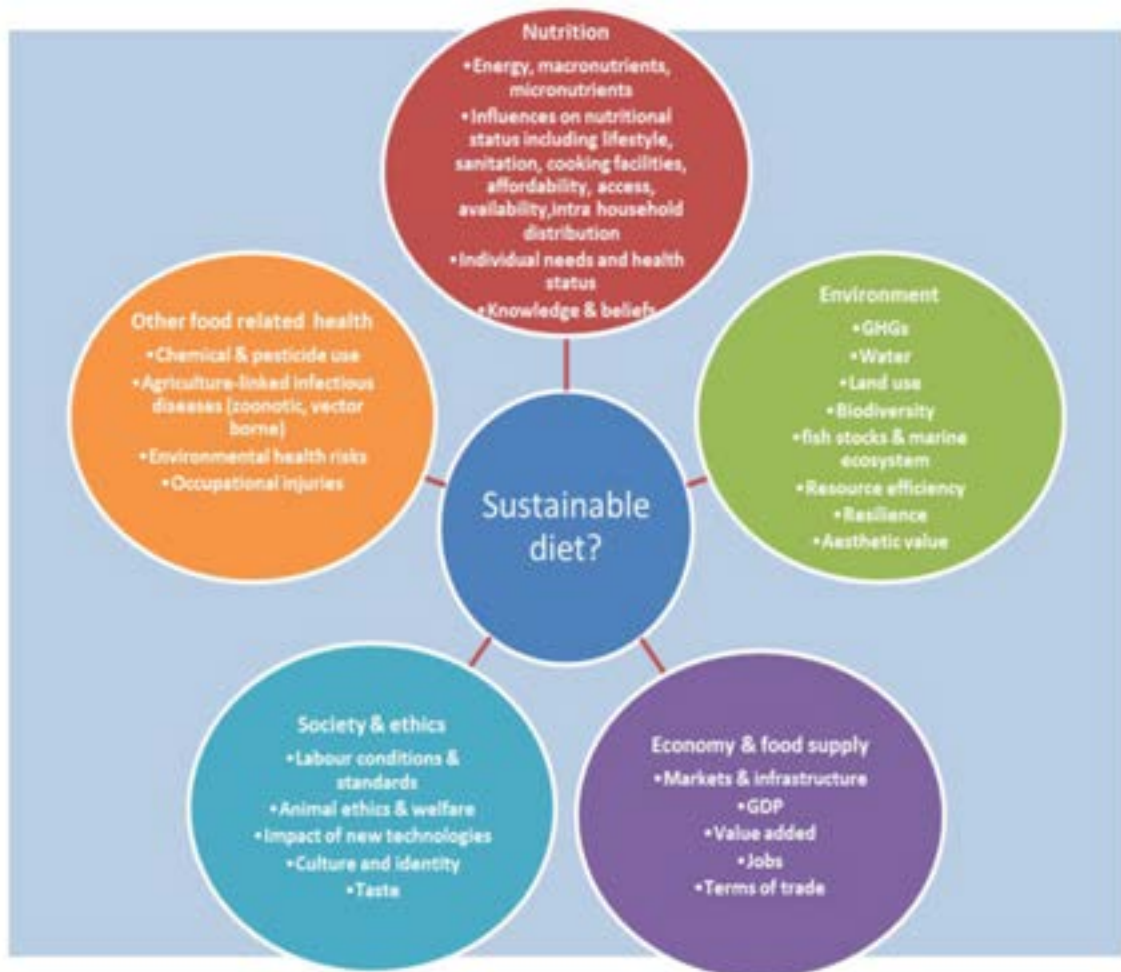 Nutrition
•Energy, macronutrients,
micronutrients
•Influences on nutritional
status including lifestyle,
sanitation, cooking facilities,
affordability, access,
availability,intra household
distribution
•Individual needs and health
status
•Knowledge & beliefs
Other food related health
•Chemical & pesticide use
•Agriculture-linked infectious
diseases (zoonotic, vector
borne)
•Environmental health risks
•Occupational injuries
Environment
•GHGs
•Water
•Land use
•Biodiversity
•fish stocks & marine
ecosystem
•Resource efficiency
•Resilience
•Aesthetic value
Sustainable
diet?
Society & ethics
•Labour conditions &
standards
•Animal ethics & welfare
•Impact of new technologies
•Culture and identity
•Taste
Economy & food supply
•Markets & infrastructure
•GDP
•Value added
•Jobs
•Terms of trade